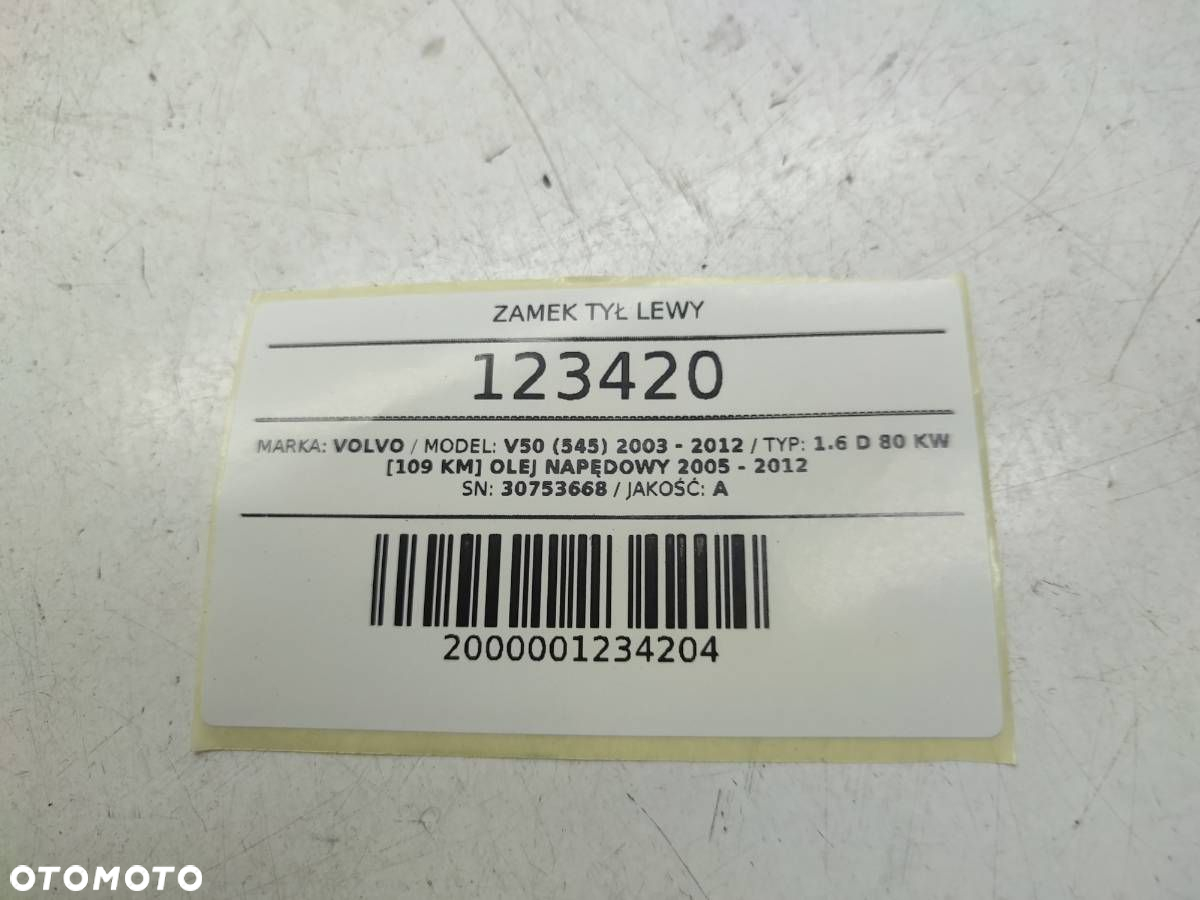 ZAMEK TYŁ LEWY
123420
MARKA: VOLVO / MODEL: V50 (545) 2003 - 2012 / TYP: 1.6 D 80 KW
[109 KM] OLEJ NAPĘDOWY 2005 - 2012
SN: 30753668 / JAKOŚĆ: A
2000001234204
OTOMOTO